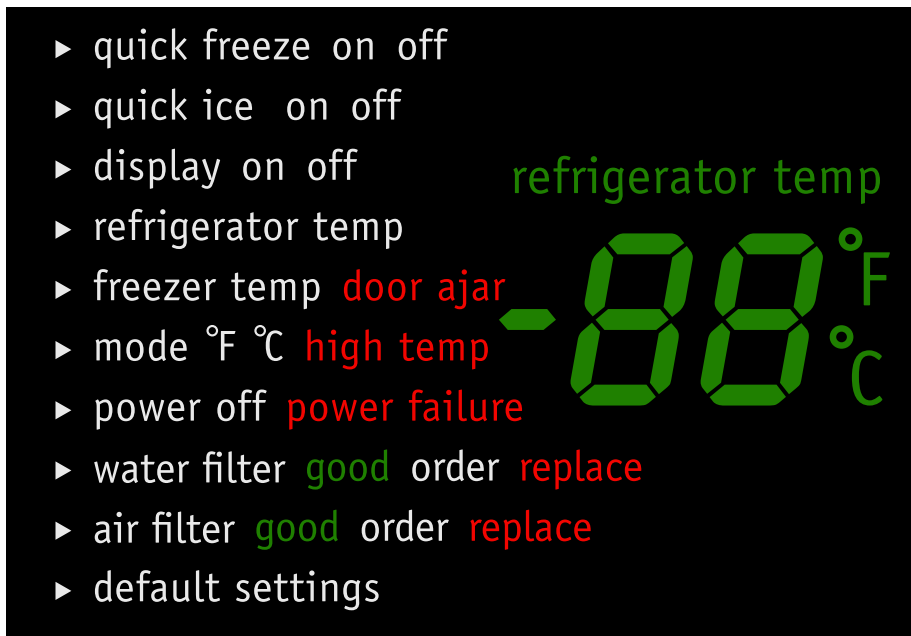 ▶ quick freeze on off
▶ quick ice on off
▶ display on off
refrigerator temp
▶ refrigerator temp
-88 °F °C
▶ freezer temp door ajar
▶ mode °F °C high temp
▶ power off power failure
▶ water filter good order replace
▶ air filter good order replace
▶ default settings